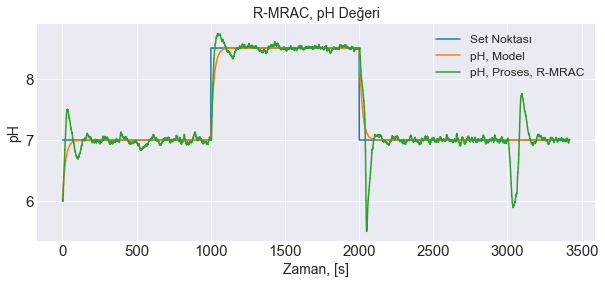 R-MRAC, pH Değeri
Set Noktası
pH, Model
pH, Proses, R-MRAC
pH
8
7
6
0 500 1000 1500 2000 2500 3000 3500
Zaman, [s]